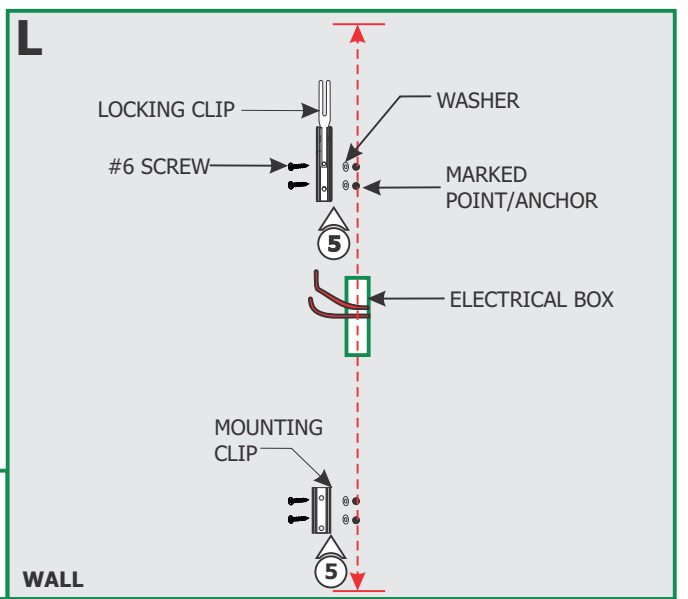 L
LOCKING CLIP
WASHER
#6 SCREW
MARKED
POINT/ANCHOR
5
ELECTRICAL BOX
MOUNTING
CLIP
5
WALL